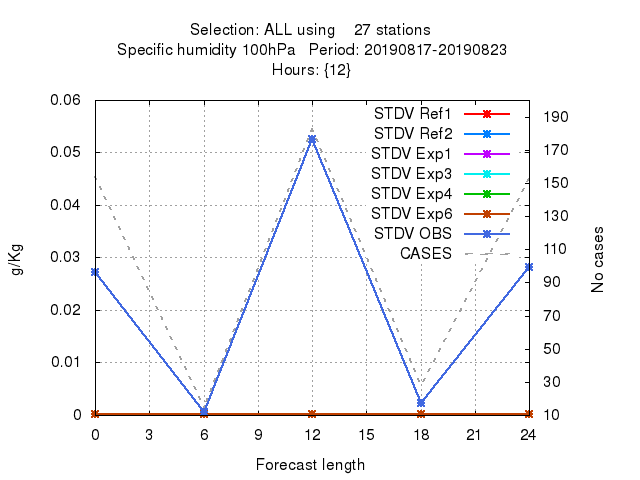 Selection: ALL using    27 stations
Specific humidity 100hPa   Period: 20190817-20190823
Hours: {12}
STDV Ref1
STDV Ref2
STDV Exp1
STDV Exp3
STDV Exp4
STDV Exp6
STDV OBS
CASES
0.06
0.05
0.04
0.03
0.02
0.01
0
g/Kg
190
170
150
130
110
90
70
50
30
10
No cases
0 3 6 9 12 15 18 21 24
Forecast length